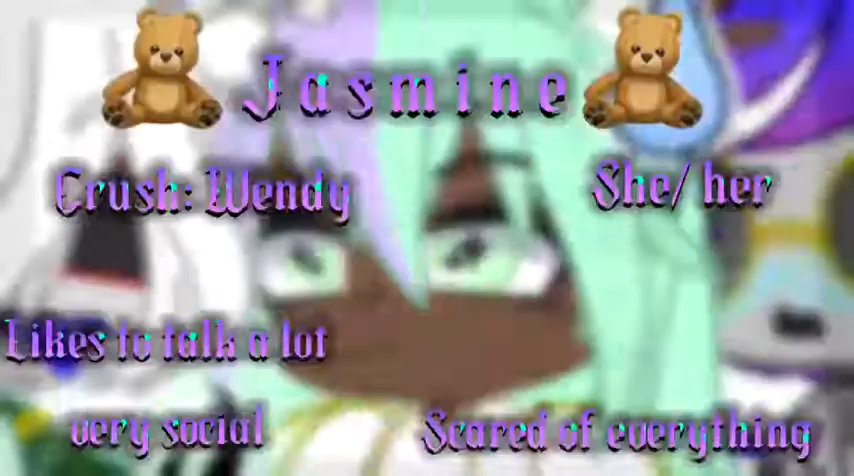 Jasmine
Crush: Wendy
She/ her
Likes to talk a lot
very social
Scared of everything